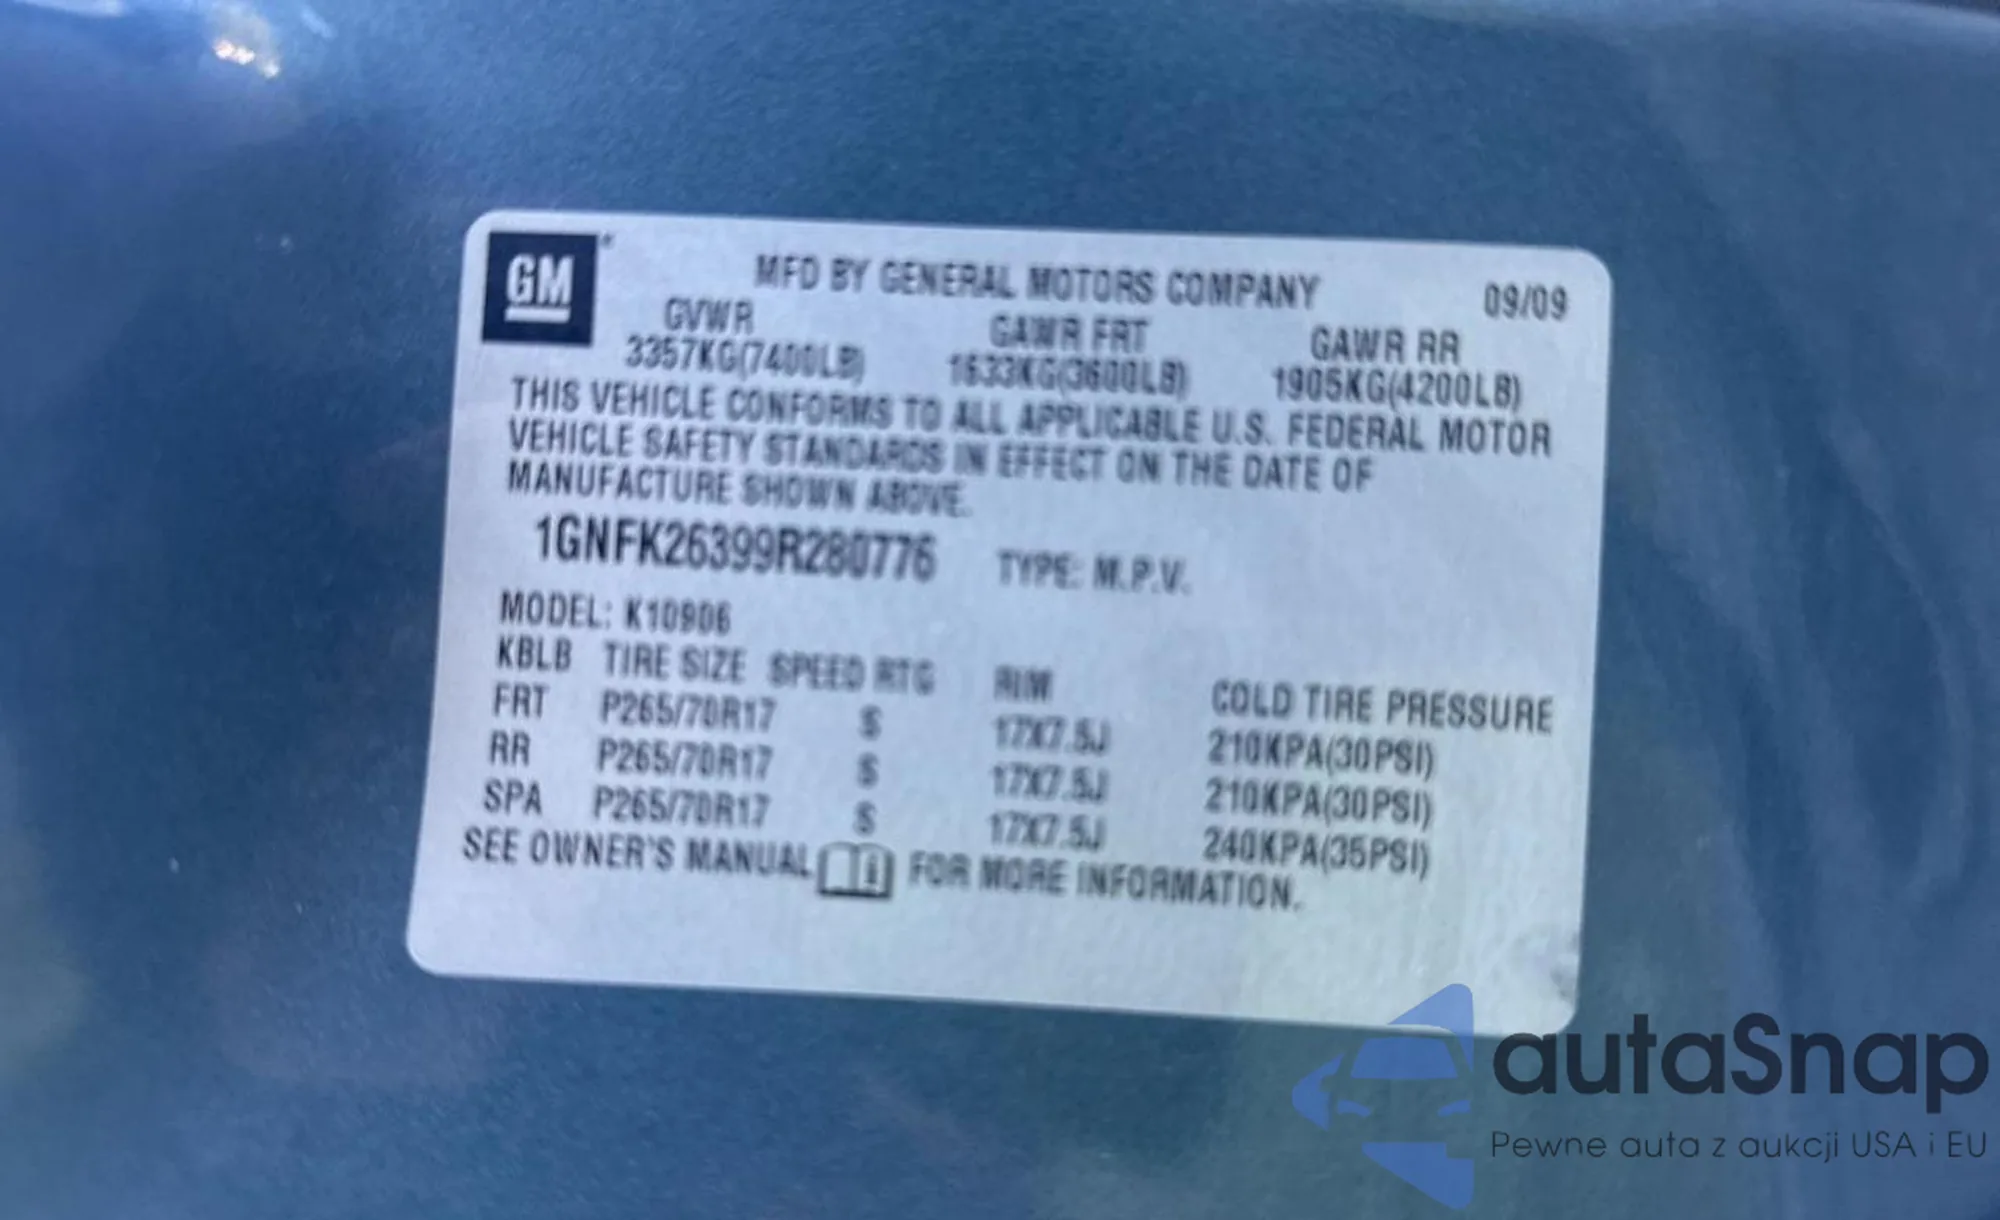 GM
MFD BY GENERAL MOTORS COMPANY 09/09
GVWR GAWR FRT GAWR RR
3357KG(7400LB) 1633KG(3600LB) 1905KG(4200LB)
THIS VEHICLE CONFORMS TO ALL APPLICABLE U.S. FEDERAL MOTOR
VEHICLE SAFETY STANDARDS IN EFFECT ON THE DATE OF
MANUFACTURE SHOWN ABOVE.
1GNFK26399R280776 TYPE: M.P.V.
MODEL: K10906
KBLB TIRE SIZE SPEED RTG RIM COLD TIRE PRESSURE
FRT P265/70R17 S 17X7.5J 210KPA(30PSI)
RR P265/70R17 S 17X7.5J 210KPA(30PSI)
SPA P265/70R17 S 17X7.5J 240KPA(35PSI)
SEE OWNER'S MANUAL FOR MORE INFORMATION.
autaSnap
Pewne auta z aukcji USA i EU